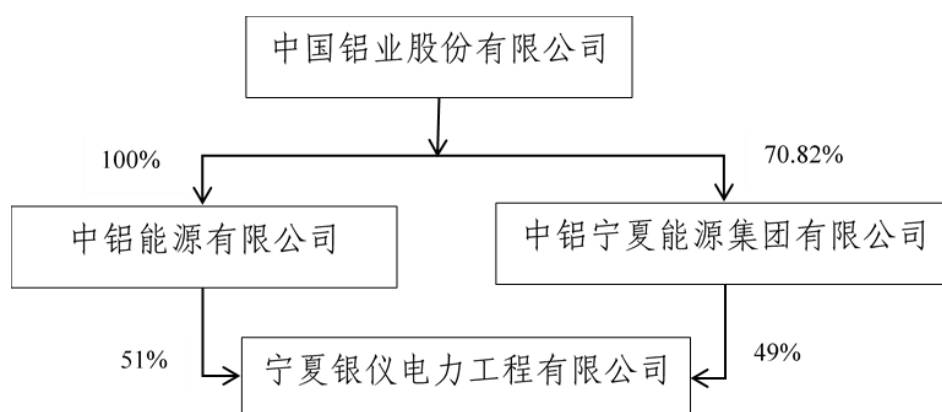 中国铝业股份有限公司
100%
70.82%
中铝能源有限公司
中铝宁夏能源集团有限公司
51%
49%
宁夏银仪电力工程有限公司